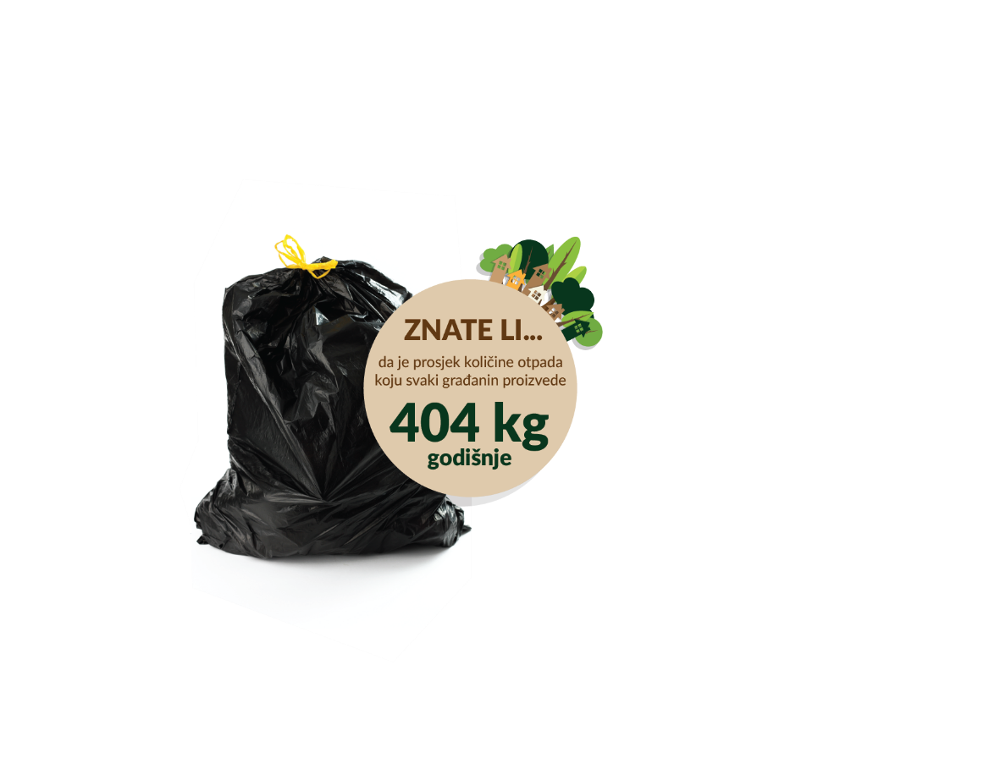 ZNATE LI...
da je prosjek količine otpada
koju svaki građanin proizvede
404 kg
godišnje